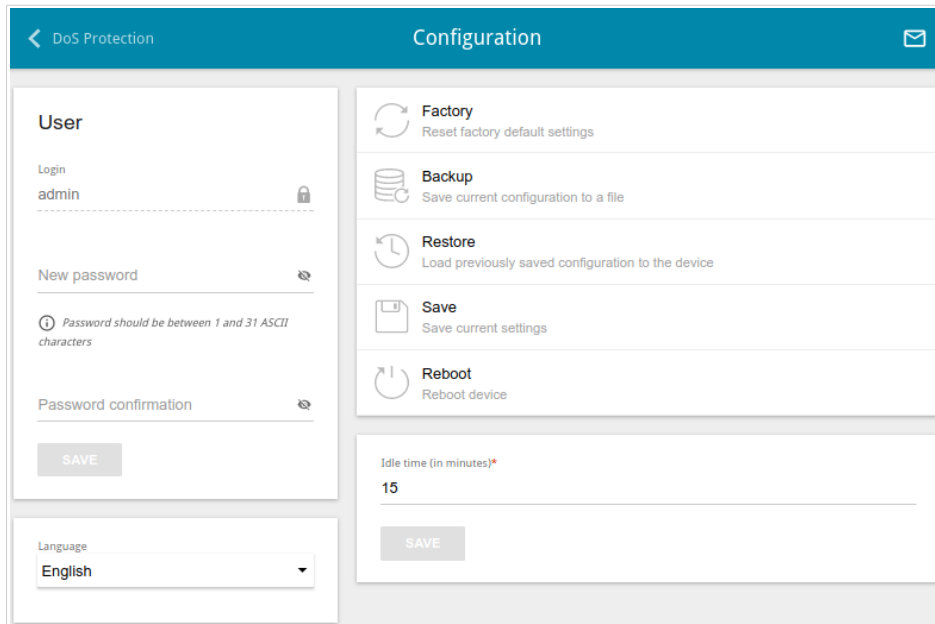 DoS Protection
Configuration
User
Login
admin
New password
Password should be between 1 and 31 ASCII
characters
Password confirmation
SAVE
Language
English
Factory
Reset factory default settings
Backup
Save current configuration to a file
Restore
Load previously saved configuration to the device
Save
Save current settings
Reboot
Reboot device
Idle time (in minutes)*
15
SAVE